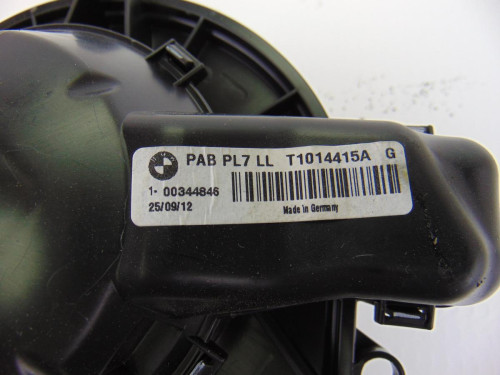 PAB PL7 LL T1014415A G
1- 00344846
25/09/12
Made in Germany